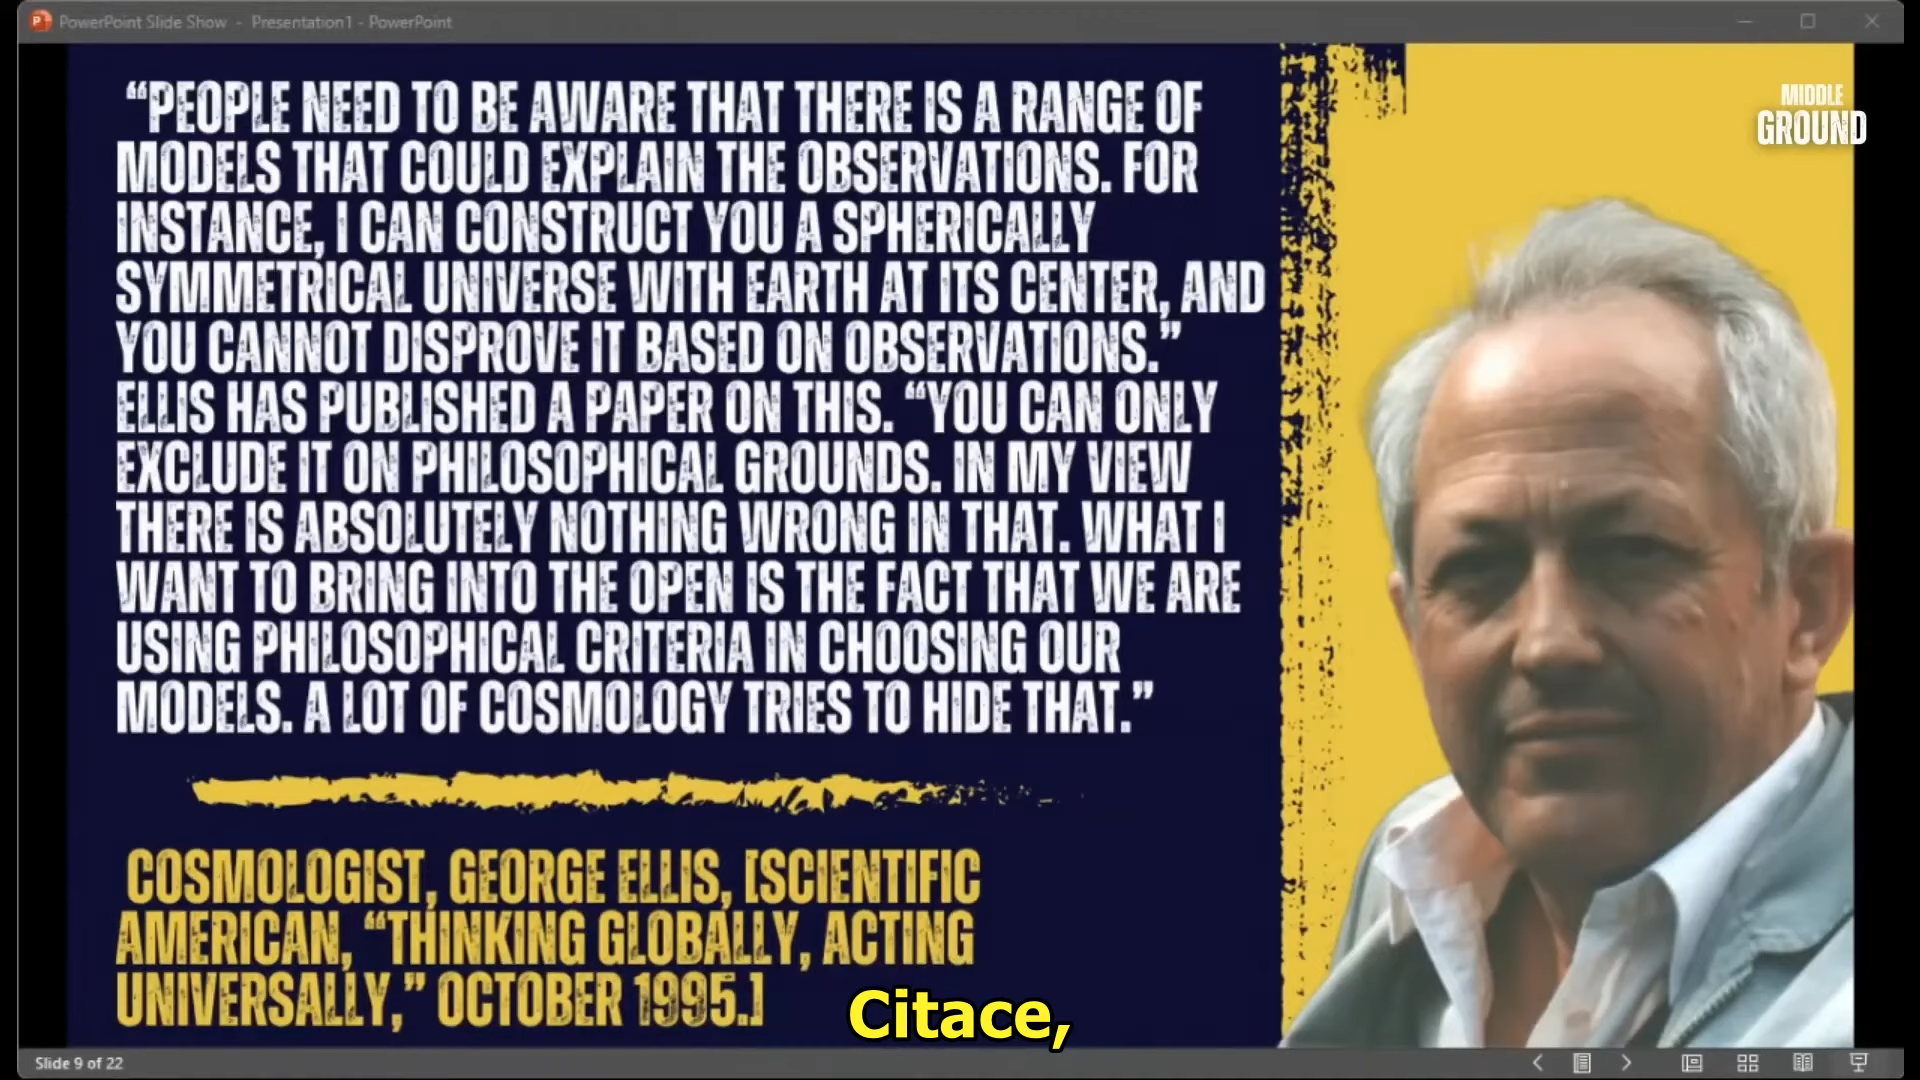 PowerPoint Slide Show - Presentation1 - PowerPoint
MIDDLE
GROUND
“PEOPLE NEED TO BE AWARE THAT THERE IS A RANGE OF
MODELS THAT COULD EXPLAIN THE OBSERVATIONS. FOR
INSTANCE, I CAN CONSTRUCT YOU A SPHERICALLY
SYMMETRICAL UNIVERSE WITH EARTH AT ITS CENTER, AND
YOU CANNOT DISPROVE IT BASED ON OBSERVATIONS.”
ELLIS HAS PUBLISHED A PAPER ON THIS. “YOU CAN ONLY
EXCLUDE IT ON PHILOSOPHICAL GROUNDS. IN MY VIEW
THERE IS ABSOLUTELY NOTHING WRONG IN THAT. WHAT I
WANT TO BRING INTO THE OPEN IS THE FACT THAT WE ARE
USING PHILOSOPHICAL CRITERIA IN CHOOSING OUR
MODELS. A LOT OF COSMOLOGY TRIES TO HIDE THAT.”
COSMOLOGIST, GEORGE ELLIS, [SCIENTIFIC
AMERICAN, “THINKING GLOBALLY, ACTING
UNIVERSALLY,” OCTOBER 1995.]
Citace,
Slide 9 of 22